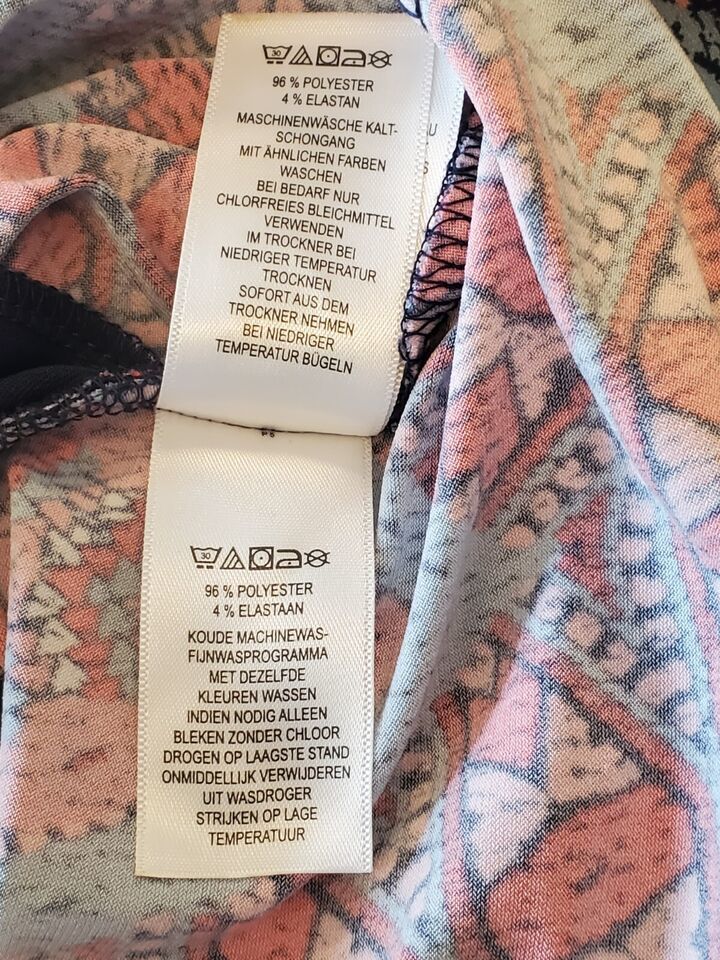 30
96 % POLYESTER
4 % ELASTAN
MASCHINENWÄSCHE KALT-
SCHONGANG
MIT ÄHNLICHEN FARBEN
WASCHEN
BEI BEDARF NUR
CHLORFREIES BLEICHMITTEL
VERWENDEN
IM TROCKNER BEI
NIEDRIGER TEMPERATUR
TROCKNEN
SOFORT AUS DEM
TROCKNER NEHMEN
BEI NIEDRIGER
TEMPERATUR BÜGELN
U
S
30
96 % POLYESTER
4 % ELASTAAN
KOUDE MACHINEWAS-
FIJNWASPROGRAMMA
MET DEZELFDE
KLEUREN WASSEN
INDIEN NODIG ALLEEN
BLEKEN ZONDER CHLOOR
DROGEN OP LAAGSTE STAND
ONMIDDELLIJK VERWIJDEREN
UIT WASDROGER
STRIJKEN OP LAGE
TEMPERATUUR